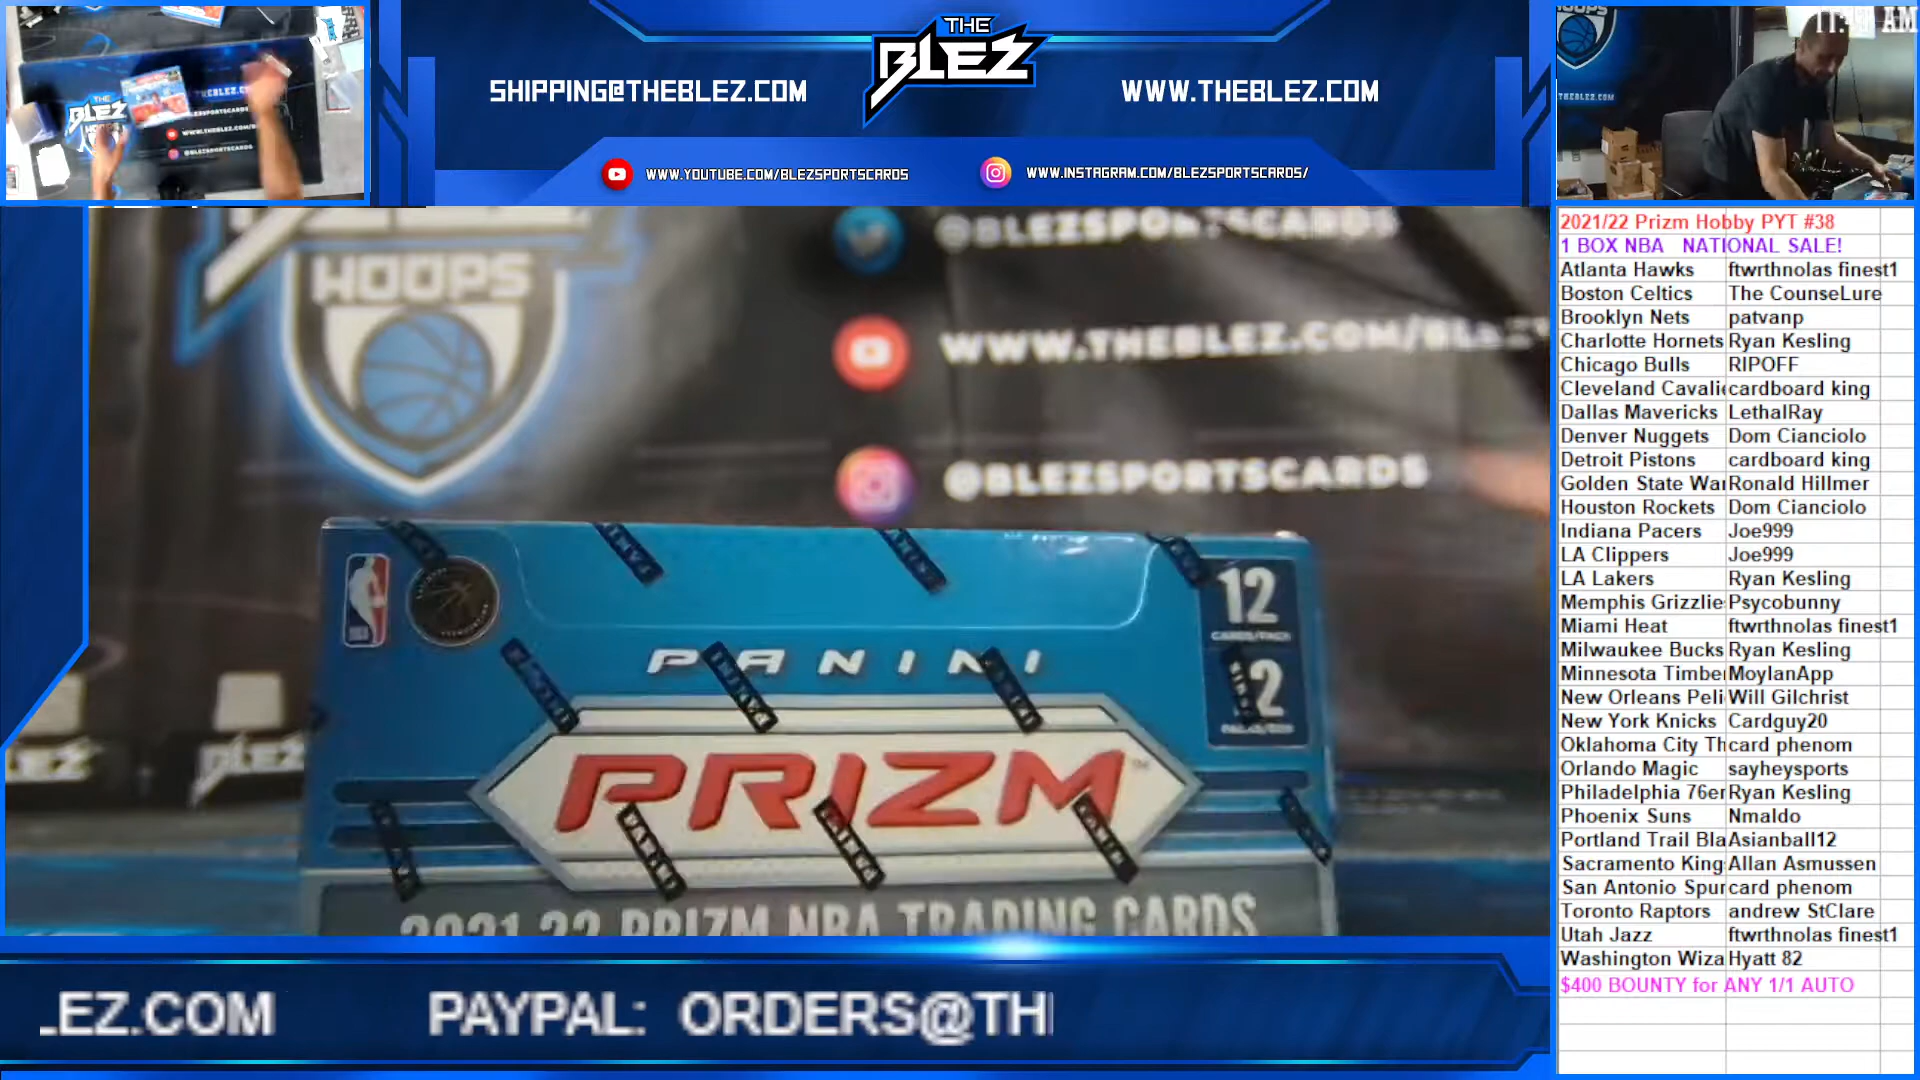 THE
BLEZ
SHIPPING@THEBLEZ.COM
WWW.THEBLEZ.COM
WWW.YOUTUBE.COM/BLEZSPORTSCARDS
WWW.INSTAGRAM.COM/BLEZSPORTSCARDS/
HOOPS
@BLEZSPORTSCARDS
WWW.THEBLEZ.COM/BLEZ
@BLEZSPORTSCARDS
12
CARDS/PACK
PANINI
PRIZM
2021-22 PRIZM NBA TRADING CARDS
2021/22 Prizm Hobby PYT #38
1 BOX NBA NATIONAL SALE!
Atlanta Hawks ftwrthnolas finest1
Boston Celtics The CounseLure
Brooklyn Nets patvanp
Charlotte Hornets Ryan Kesling
Chicago Bulls RIPOFF
Cleveland Cavalie cardboard king
Dallas Mavericks LethalRay
Denver Nuggets Dom Cianciolo
Detroit Pistons cardboard king
Golden State War Ronald Hillmer
Houston Rockets Dom Cianciolo
Indiana Pacers Joe999
LA Clippers Joe999
LA Lakers Ryan Kesling
Memphis Grizzlie Psycobunny
Miami Heat ftwrthnolas finest1
Milwaukee Bucks Ryan Kesling
Minnesota Timbe MoylanApp
New Orleans Peli Will Gilchrist
New York Knicks Cardguy20
Oklahoma City Th card phenom
Orlando Magic sayheysports
Philadelphia 76er Ryan Kesling
Phoenix Suns Nmaldo
Portland Trail Bla Asianball12
Sacramento King Allan Asmussen
San Antonio Spur card phenom
Toronto Raptors andrew StClare
Utah Jazz ftwrthnolas finest1
Washington Wiza Hyatt 82
$400 BOUNTY for ANY 1/1 AUTO
LEZ.COM PAYPAL: ORDERS@TH